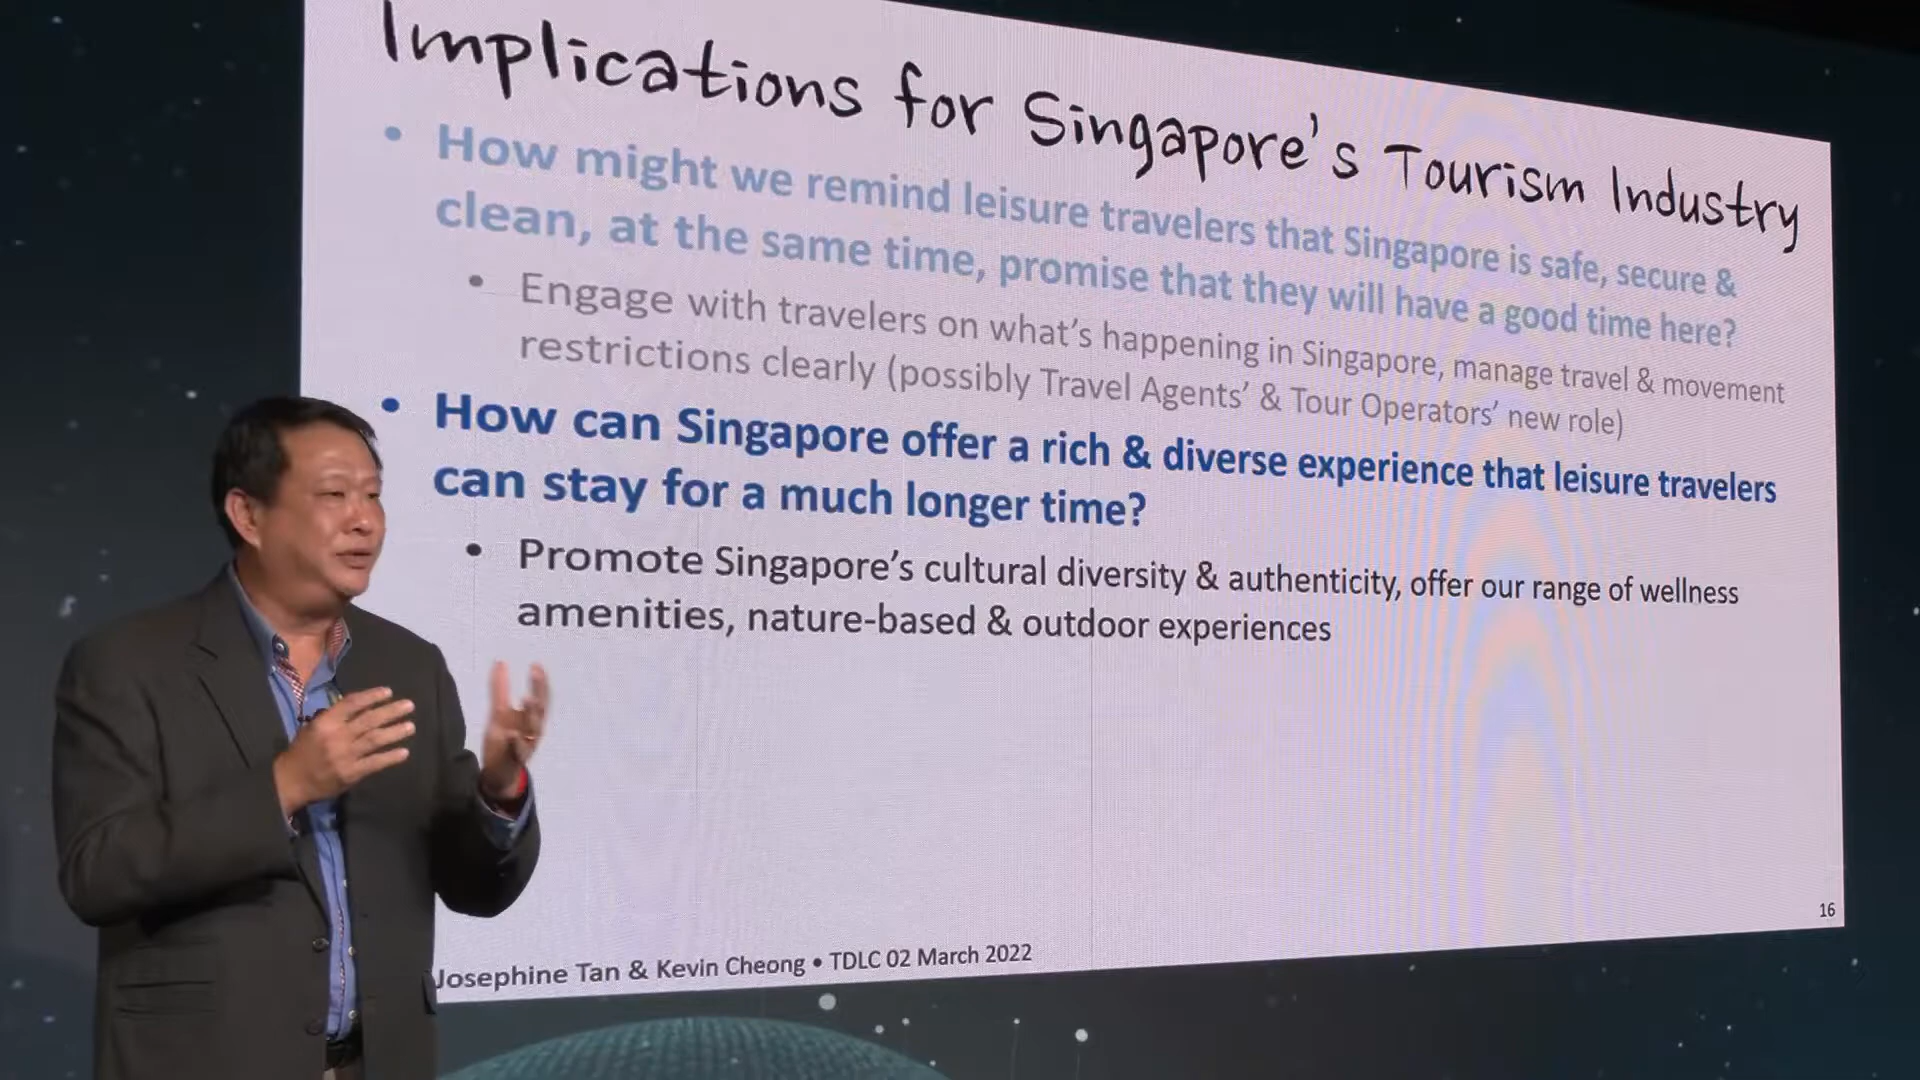 Implications for Singapore's Tourism Industry
• How might we remind leisure travelers that Singapore is safe, secure &
clean, at the same time, promise that they will have a good time here?
• Engage with travelers on what's happening in Singapore, manage travel & movement
restrictions clearly (possibly Travel Agents' & Tour Operators' new role)
• How can Singapore offer a rich & diverse experience that leisure travelers
can stay for a much longer time?
• Promote Singapore's cultural diversity & authenticity, offer our range of wellness
amenities, nature-based & outdoor experiences
16
Josephine Tan & Kevin Cheong • TDLC 02 March 2022